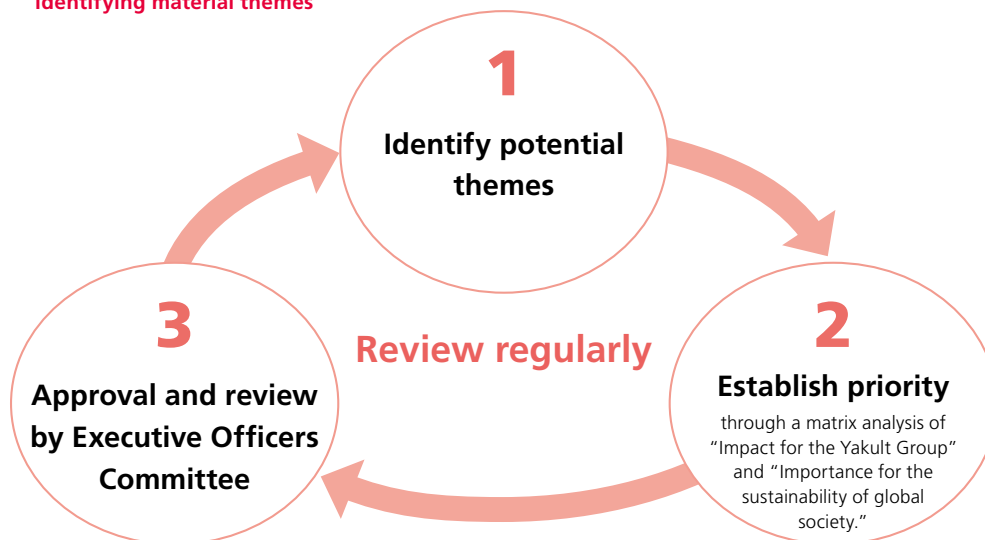 Identifying material themes
1
Identify potential
themes
2
Establish priority
through a matrix analysis of
“Impact for the Yakult Group”
and “Importance for the
sustainability of global
society.”
3
Approval and review
by Executive Officers
Committee
Review regularly